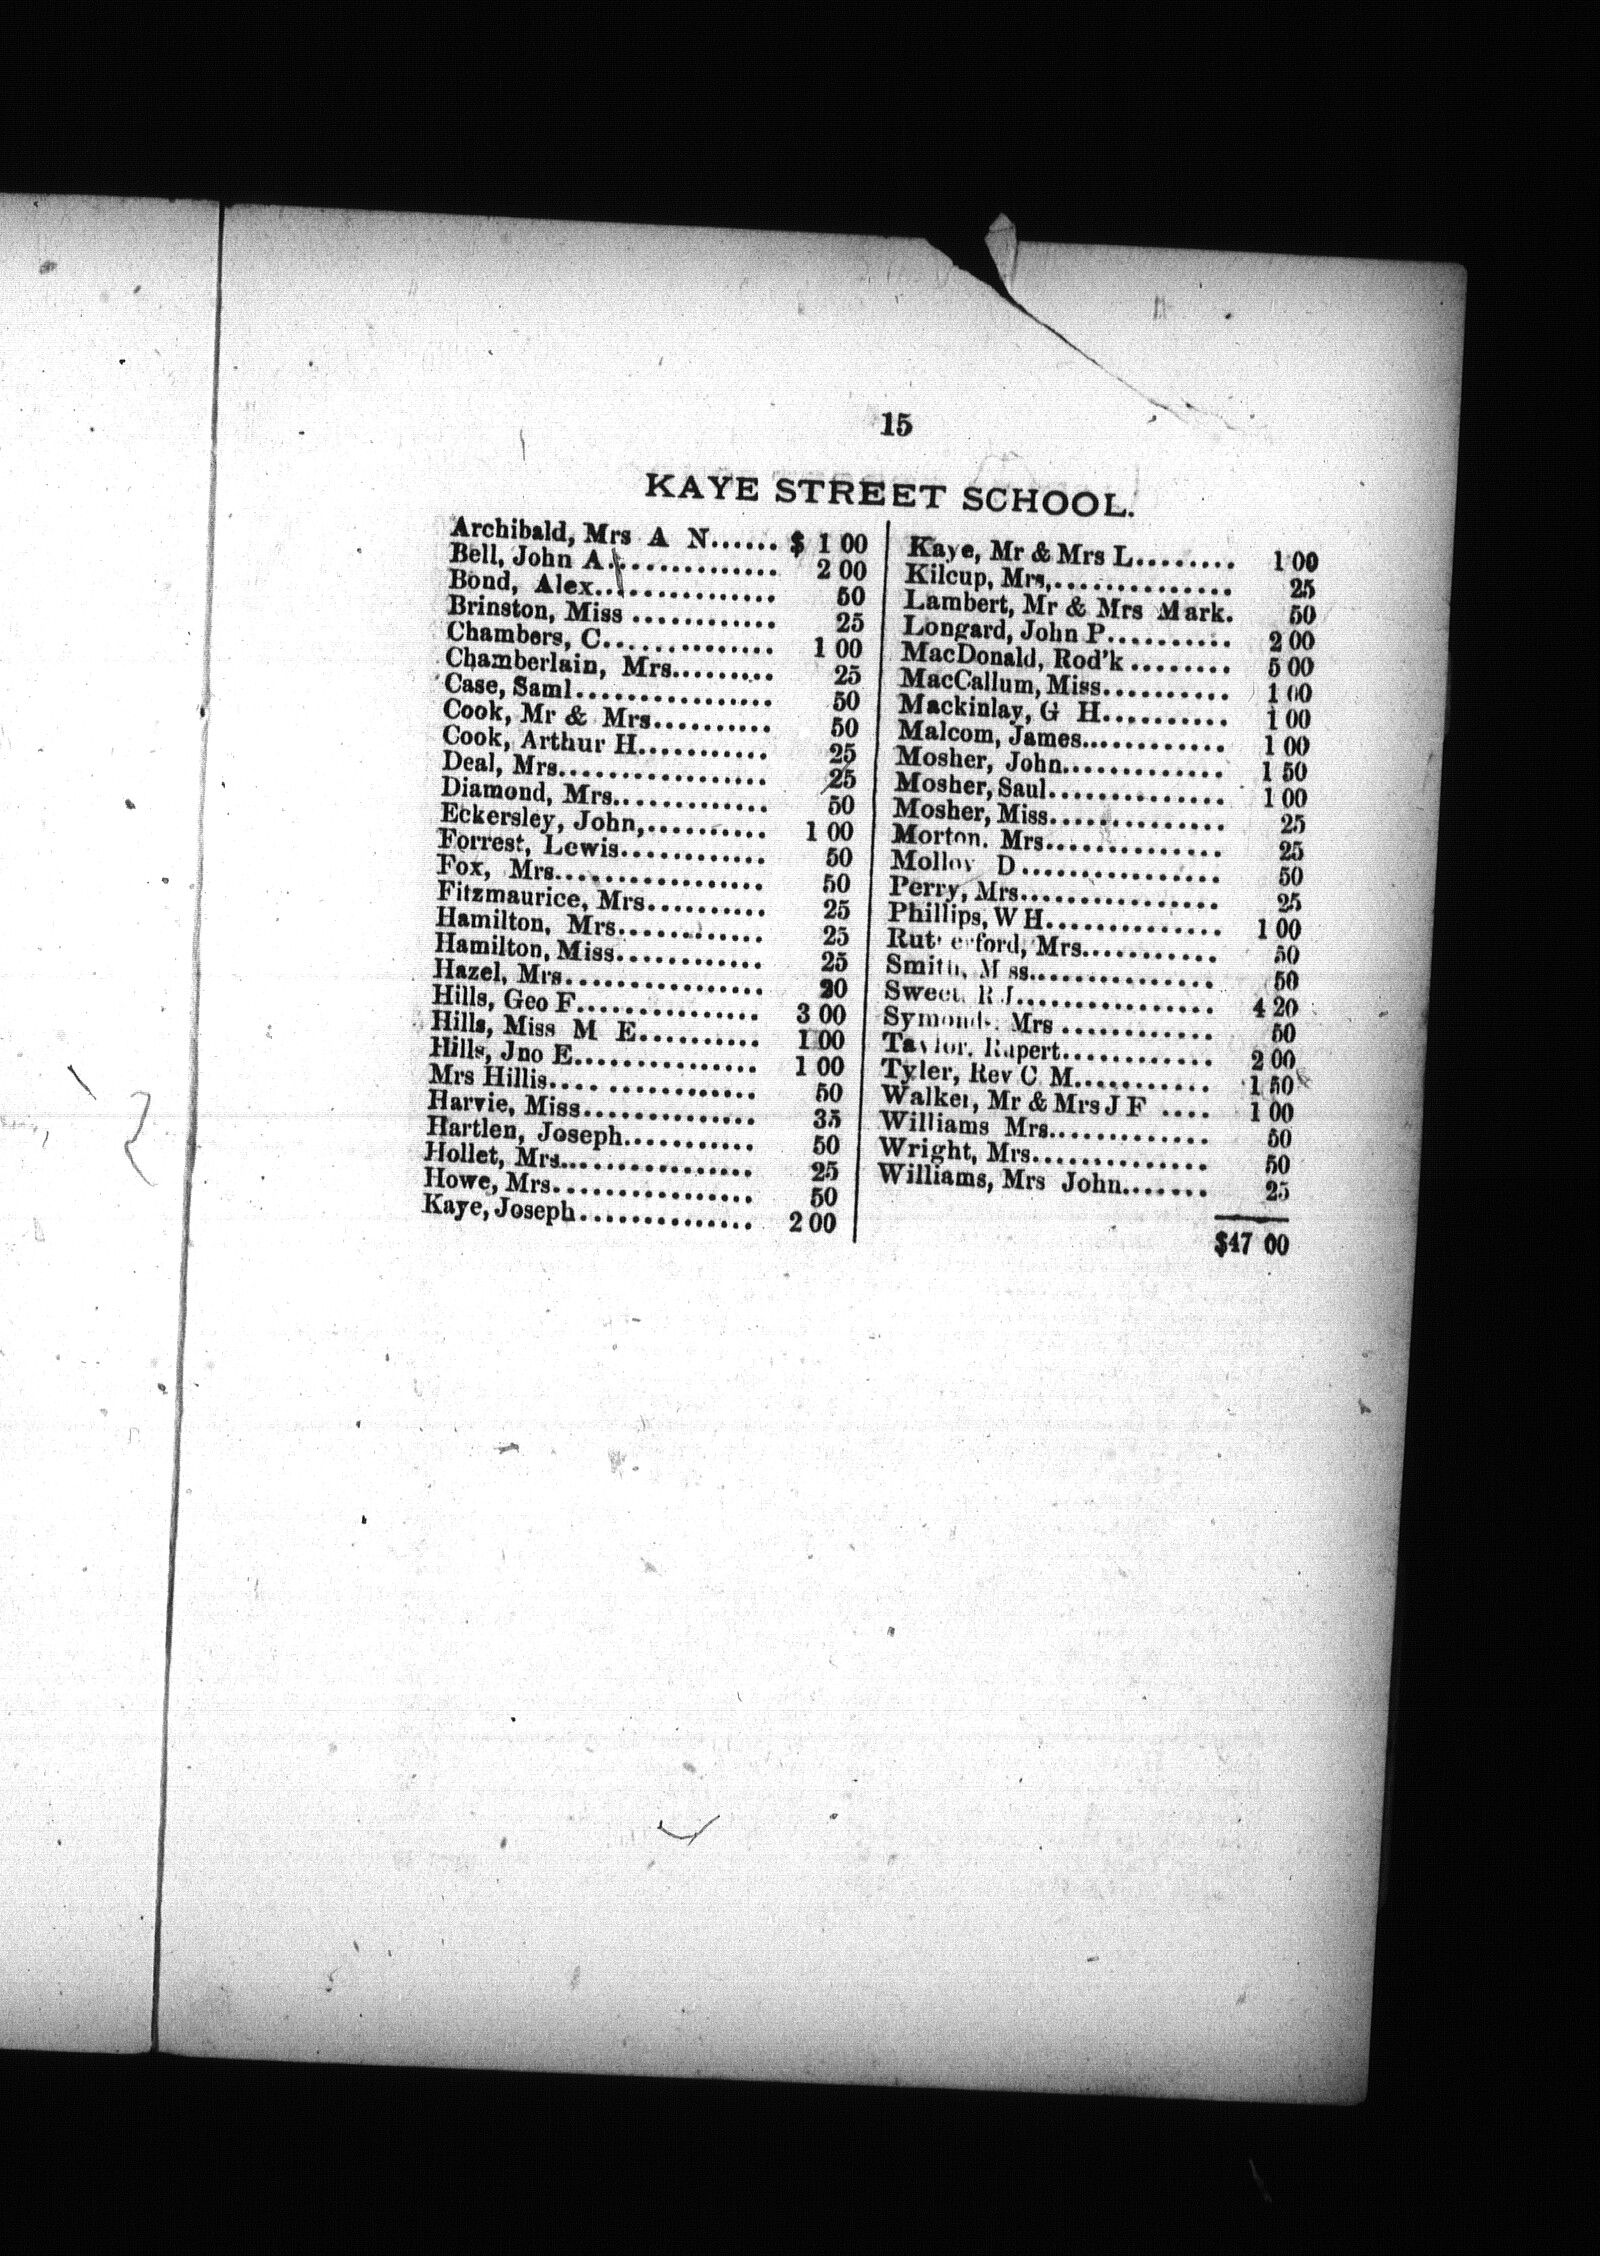 15
KAYE STREET SCHOOL.
Archibald, Mrs A N...... $ 1 00
Bell, John A............. 2 00
Bond, Alex.............. 50
Brinston, Miss ............ 25
Chambers, C.............. 1 00
Chamberlain, Mrs......... 25
Case, Saml................ 50
Cook, Mr & Mrs.......... 50
Cook, Arthur H........... 25
Deal, Mrs................. 25
Diamond, Mrs............. 50
Eckersley, John,.......... 1 00
Forrest, Lewis............ 50
Fox, Mrs................. 50
Fitzmaurice, Mrs.......... 25
Hamilton, Mrs............ 25
Hamilton, Miss............ 25
Hazel, Mrs................ 20
Hills, Geo F............... 3 00
Hills, Miss M E.......... 1 00
Hills, Jno E............... 1 00
Mrs Hillis.... ............ 50
Harvie, Miss.............. 35
Hartlen, Joseph........... 50
Hollet, Mrs................ 25
Howe, Mrs................ 50
Kaye, Joseph.............. 2 00
Kaye, Mr & Mrs L........ 1 00
Kilcup, Mrs,.............. 25
Lambert, Mr & Mrs Mark. 50
Longard, John P.......... 2 00
MacDonald, Rod'k ........ 5 00
MacCallum, Miss.......... 1 00
Mackinlay, G H.......... 1 00
Malcom, James............ 1 00
Mosher, John............. 1 50
Mosher, Saul.............. 1 00
Mosher, Miss.............. 25
Morton. Mrs.............. 25
Molloy D ................ 50
Perry, Mrs................ 25
Phillips, W H.............. 1 00
Rutherford, Mrs........... 50
Smith, Miss............... 50
Sweet, R J................ 4 20
Symonds, Mrs ............ 50
Taylor, Rupert............ 2 00
Tyler, Rev C M........... 1 50
Walker, Mr & Mrs J F .... 1 00
Williams Mrs............. 50
Wright, Mrs.............. 50
Williams, Mrs John....... 25
$47 00